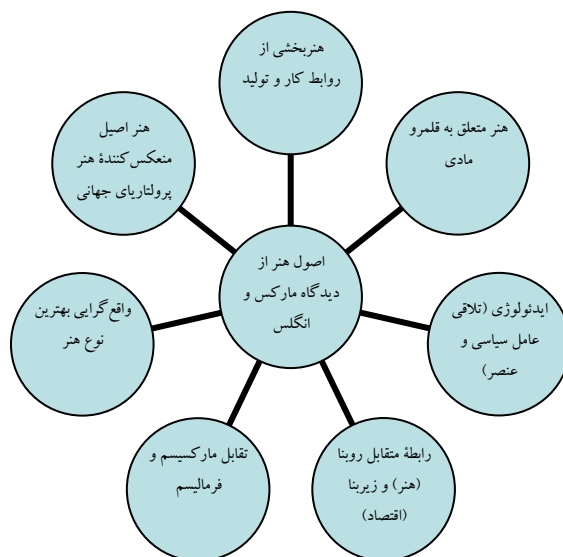 هنربخشی از
روابط کار و تولید
هنر متعلق به قلمرو
مادی
ایدئولوژی (تلاقی
عامل سیاسی و
عنصر)
رابطهٔ متقابل روبنا
(هنر) و زیربنا
(اقتصاد)
تقابل مارکسیسم و
فرمالیسم
واقع‌گرایی بهترین
نوع هنر
هنر اصیل
منعکس‌کنندهٔ هنر
پرولتاریای جهانی
اصول هنر از
دیدگاه مارکس و
انگلس